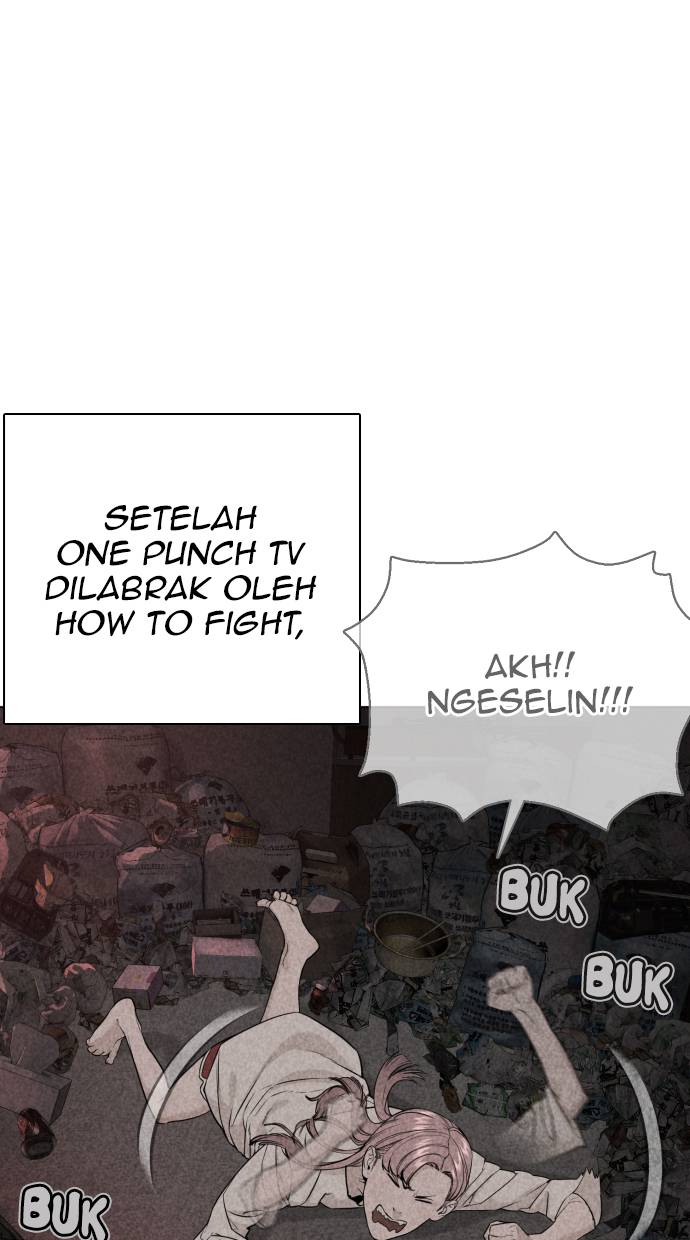 SETELAH
ONE PUNCH TV
DILABRAK OLEH
HOW TO FIGHT,
AKH!!
NGESELIN!!!
BUK
BUK
BUK